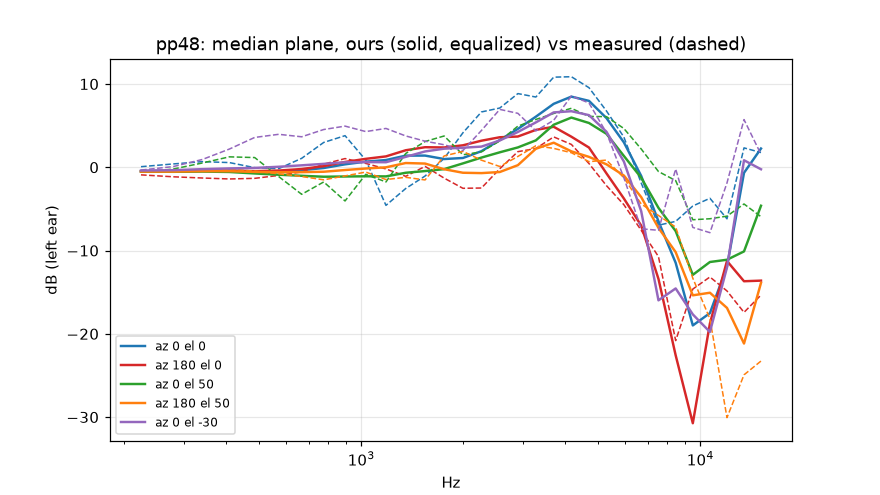 pp48: median plane, ours (solid, equalized) vs measured (dashed)
dB (left ear)
10
0
−10
−20
−30
az 0 el 0
az 180 el 0
az 0 el 50
az 180 el 50
az 0 el -30
10³
10⁴
Hz